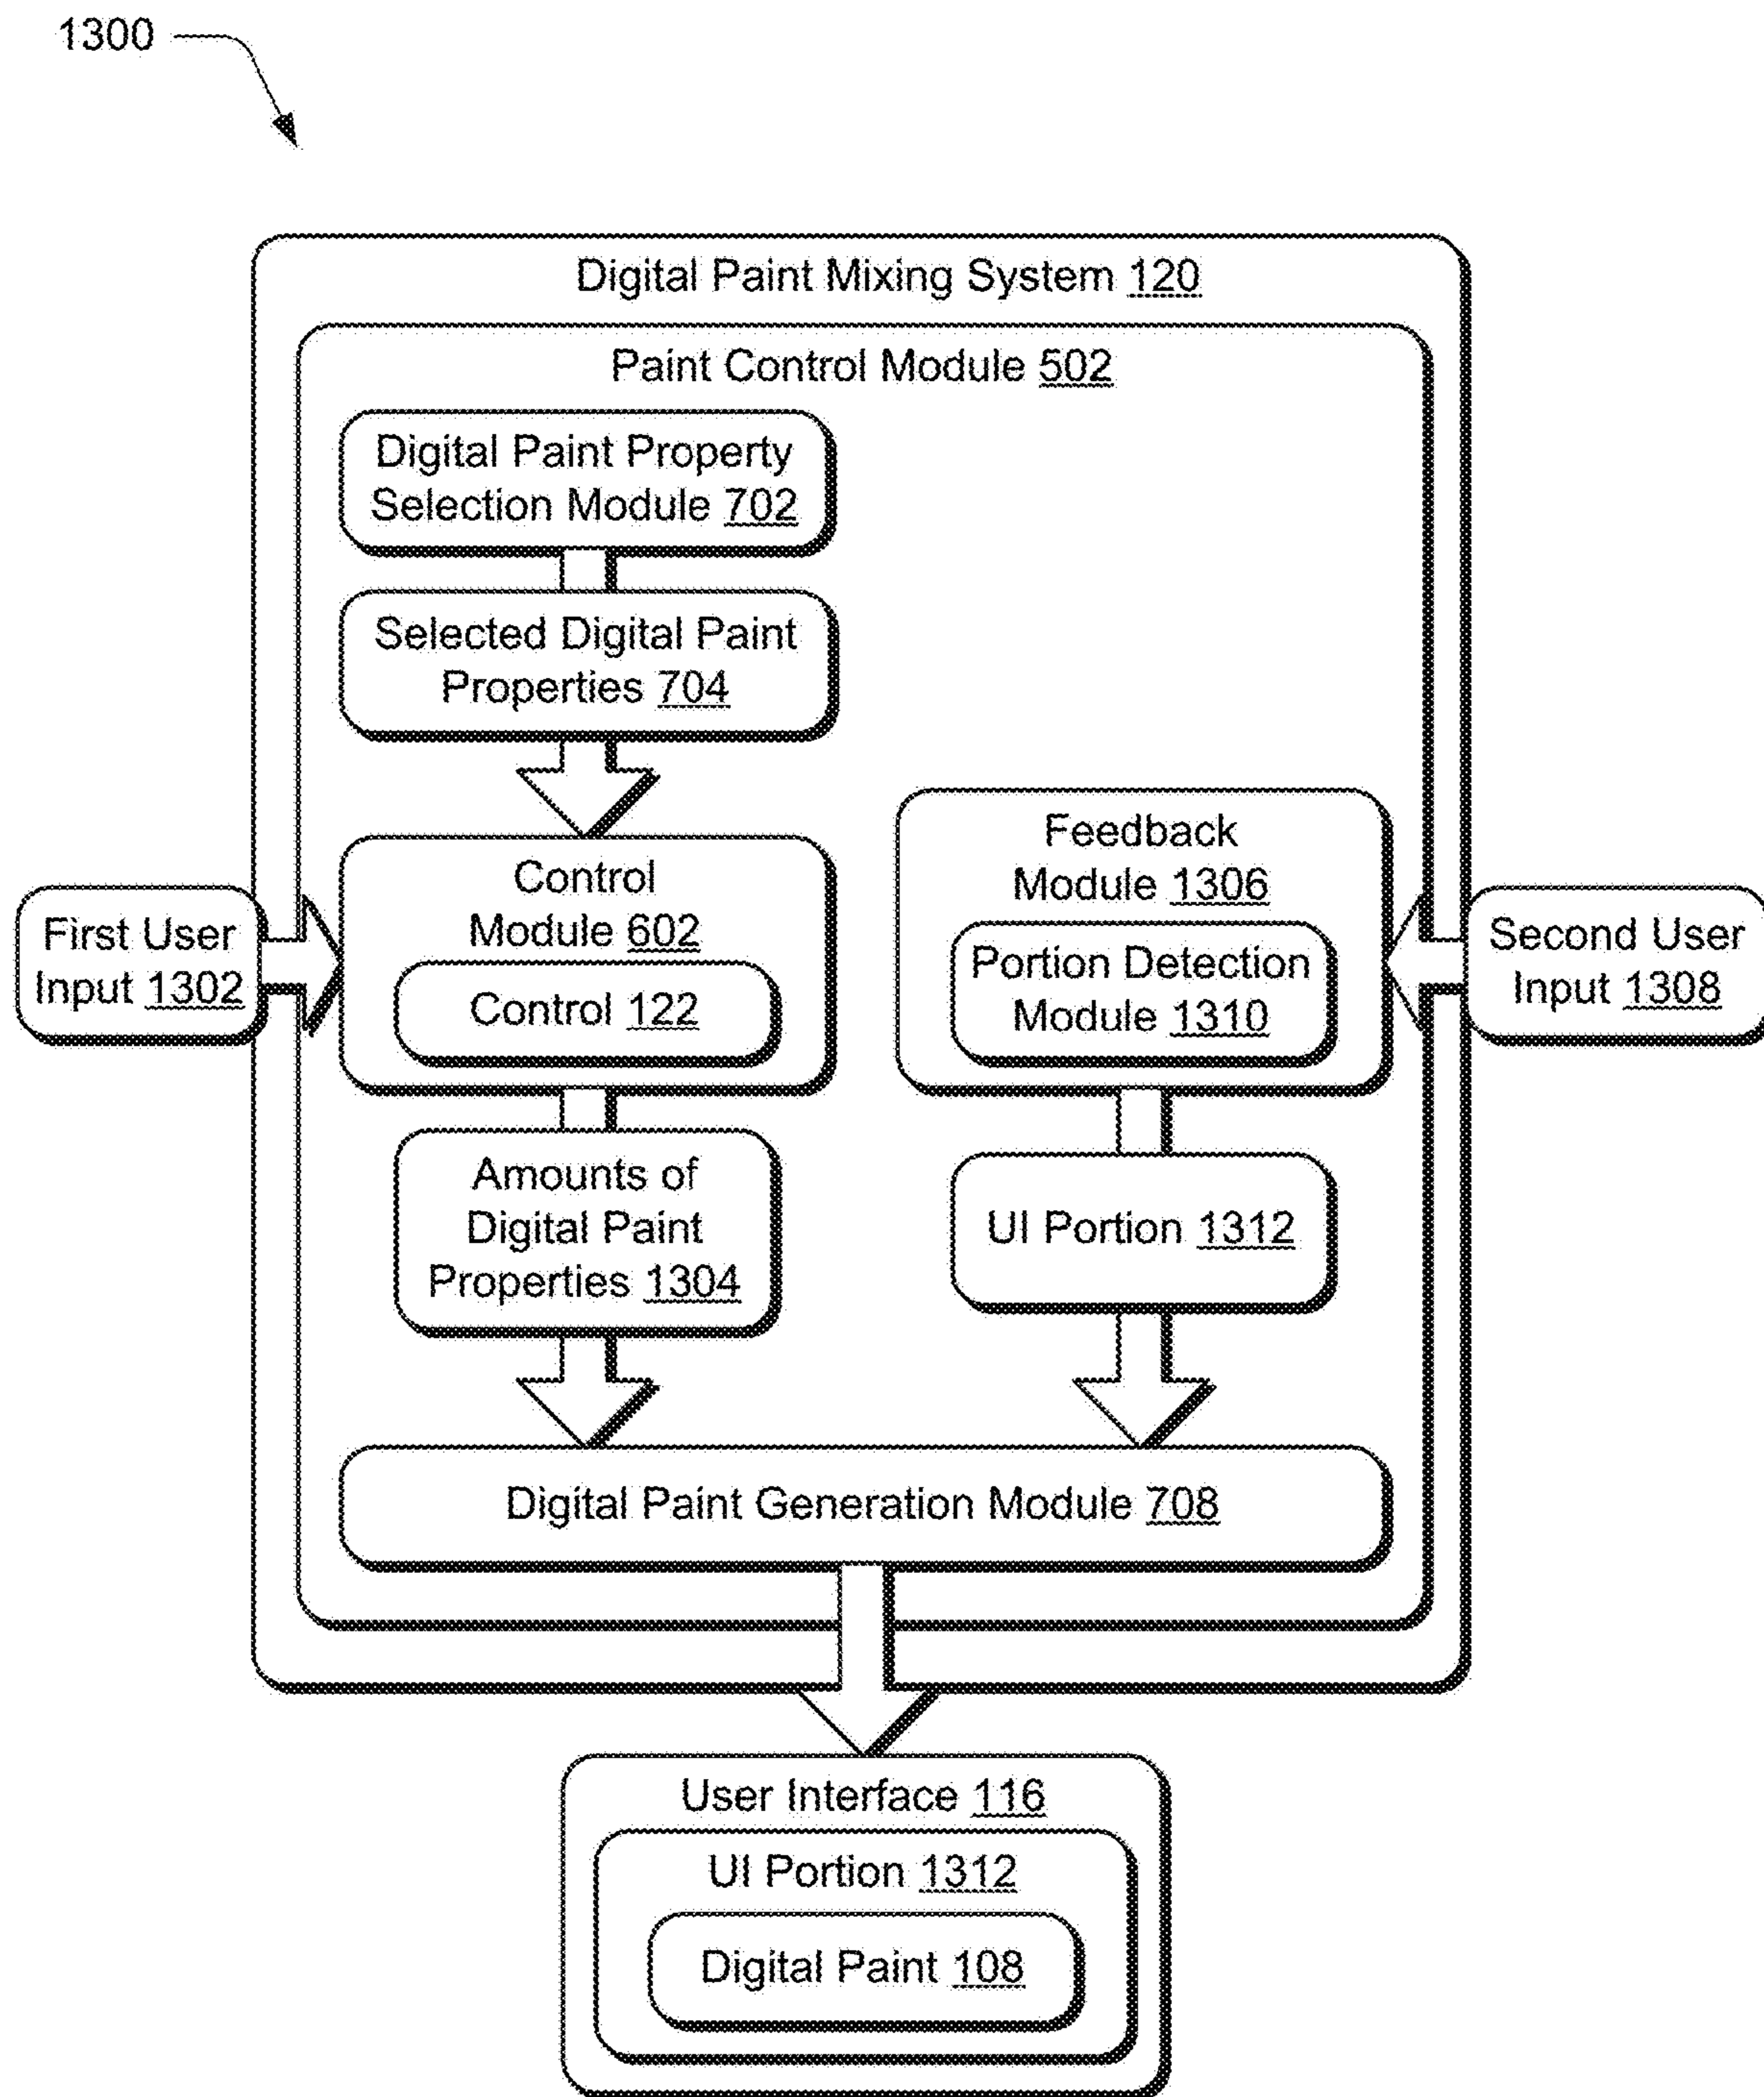 1300
Digital Paint Mixing System 120
Paint Control Module 502
Digital Paint Property
Selection Module 702
Selected Digital Paint
Properties 704
First User
Input 1302
Control
Module 602
Control 122
Feedback
Module 1306
Portion Detection
Module 1310
Second User
Input 1308
Amounts of
Digital Paint
Properties 1304
UI Portion 1312
Digital Paint Generation Module 708
User Interface 116
UI Portion 1312
Digital Paint 108